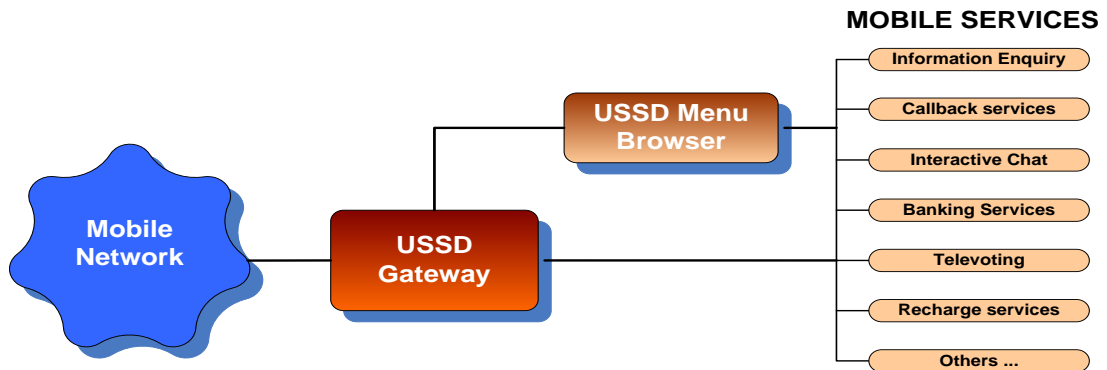 MOBILE SERVICES
Information Enquiry
Callback services
Interactive Chat
Banking Services
Televoting
Recharge services
Others ...
USSD Menu
Browser
USSD
Gateway
Mobile
Network